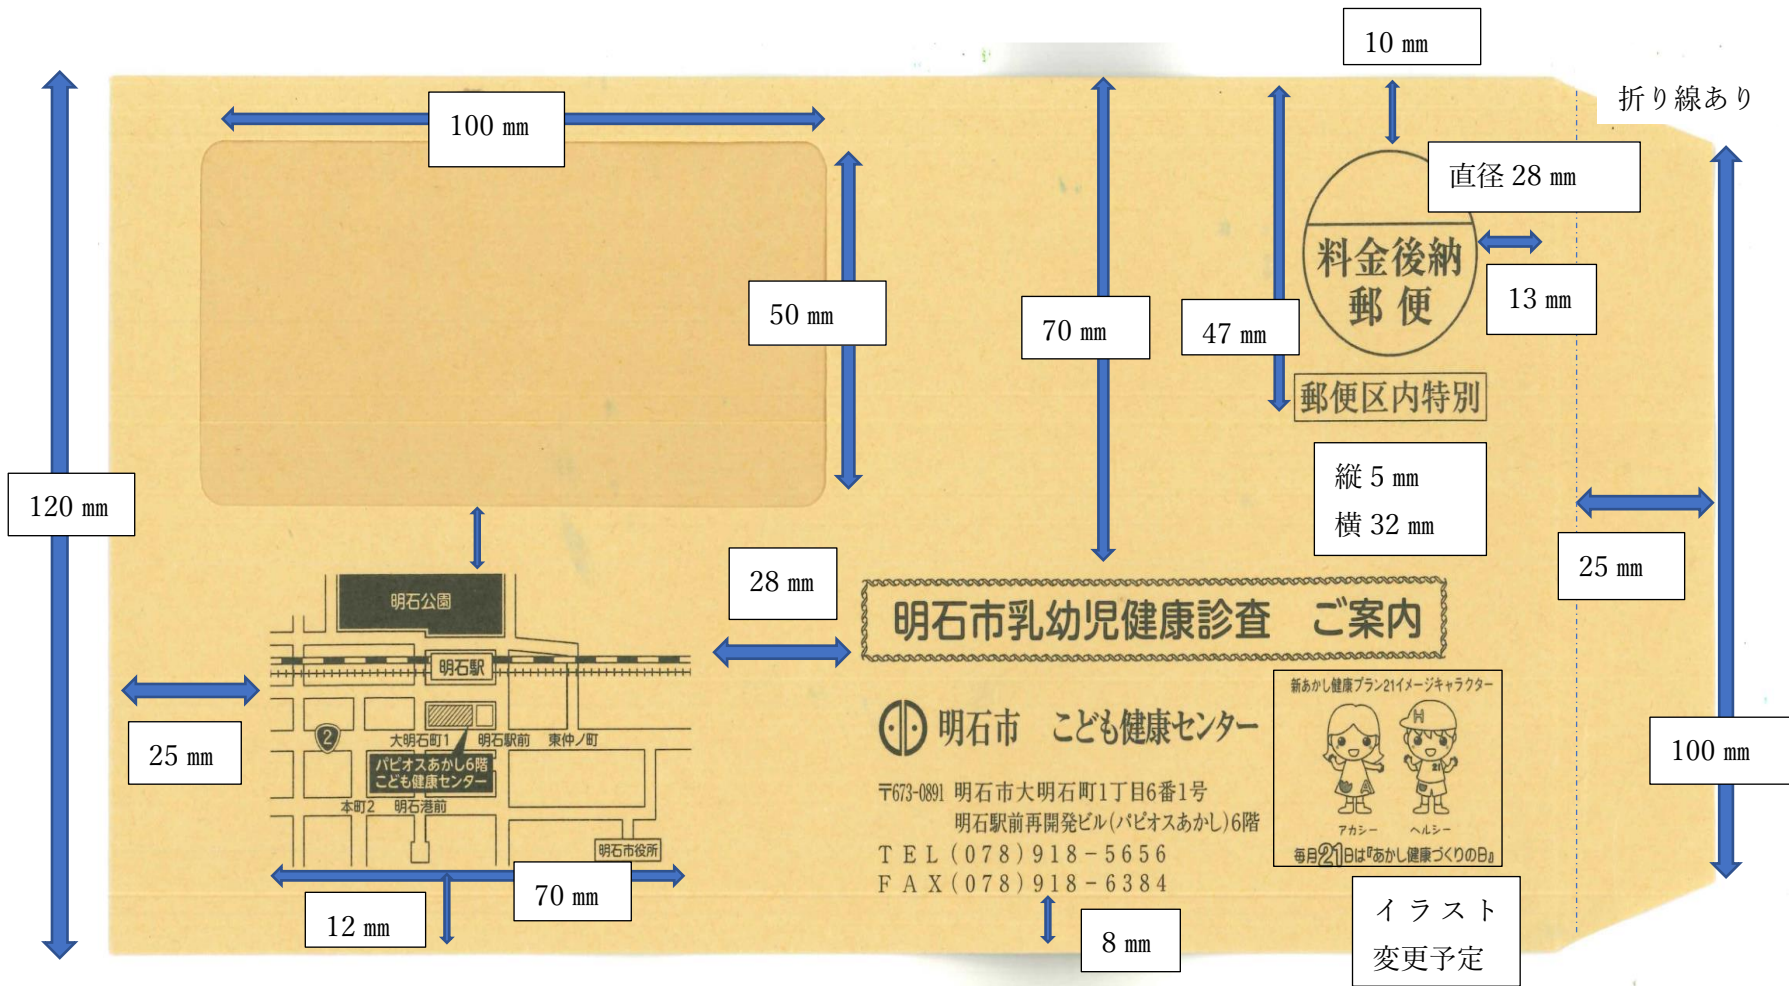 10 ㎜
折り線あり
100 ㎜
直径 28 ㎜
料金後納
郵便
13 ㎜
50 ㎜
70 ㎜
47 ㎜
郵便区内特別
縦 5 ㎜
横 32 ㎜
120 ㎜
25 ㎜
28 ㎜
明石市乳幼児健康診査 ご案内
明石公園
明石駅
2
大明石町1 明石駅前 東仲ノ町
パピオスあかし6階
こども健康センター
本町2 明石港前
明石市役所
25 ㎜
70 ㎜
12 ㎜
明石市 こども健康センター
〒673-0891 明石市大明石町1丁目6番1号
明石駅前再開発ビル(パピオスあかし)6階
TEL(078)918-5656
FAX(078)918-6384
8 ㎜
新あかし健康プラン21イメージキャラクター
H
21
A
アカシー ヘルシー
毎月21日は『あかし健康づくりの日』
100 ㎜
イラスト
変更予定